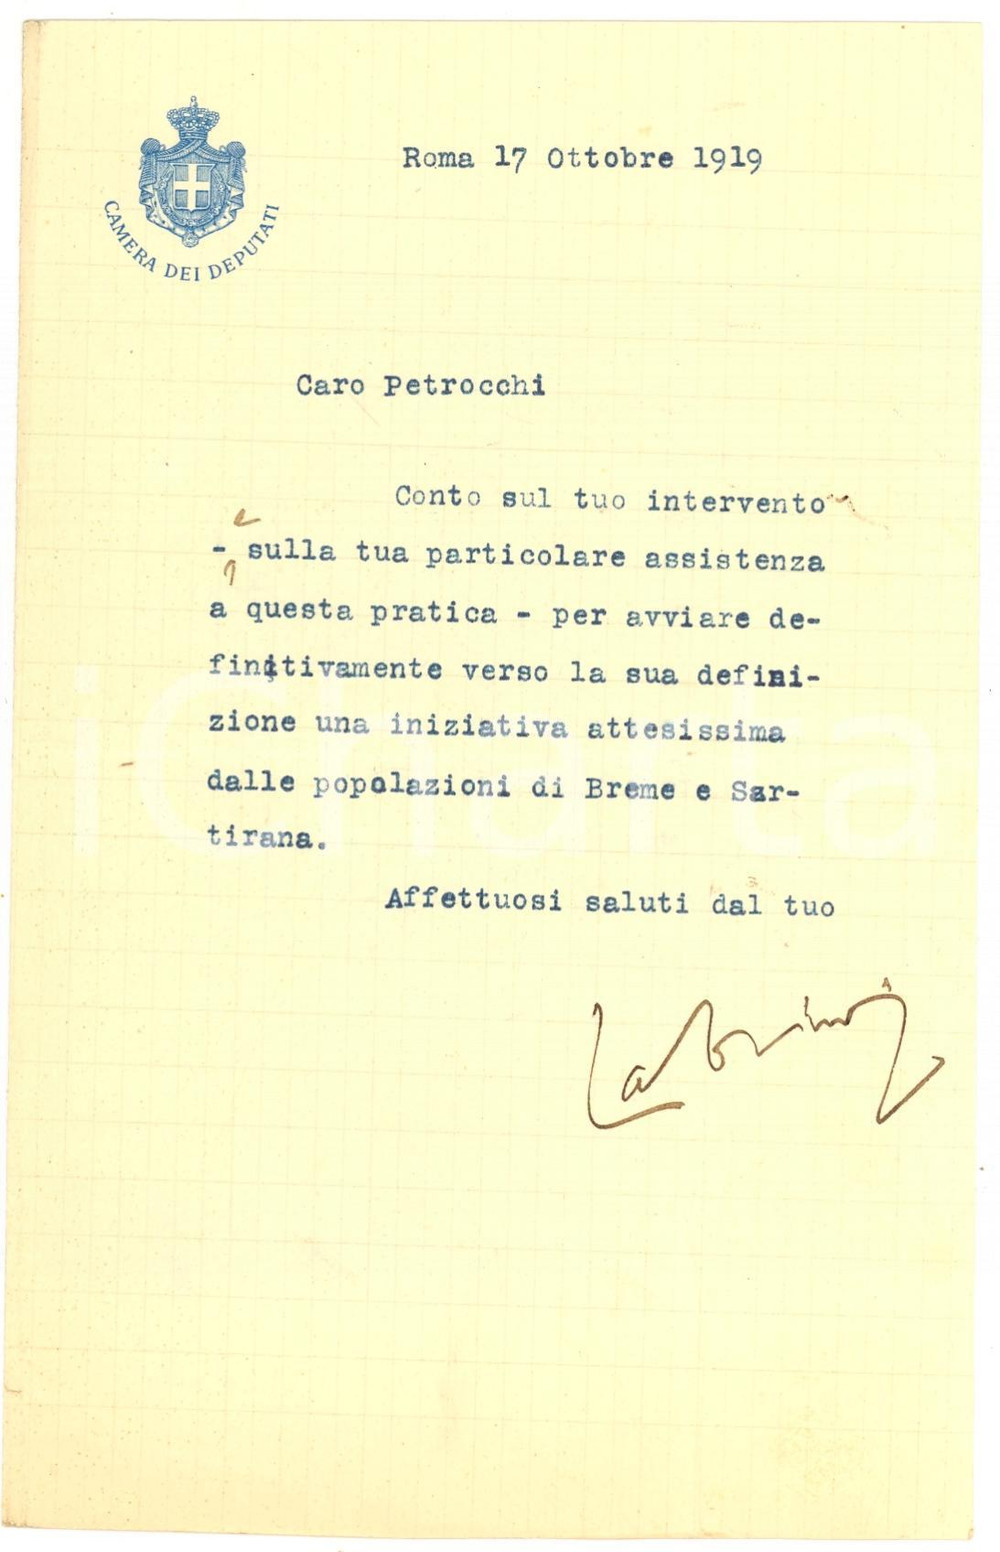 CAMERA DEI DEPUTATI
Roma 17 Ottobre 1919
Caro Petrocchi
Conto sul tuo intervento
- e sulla tua particolare assistenza
a questa pratica - per avviare de-
finitivamente verso la sua defini-
zione una iniziativa attesissima
dalle popolazioni di Breme e Sar-
tirana.
Affettuosi saluti dal tuo
iCharta